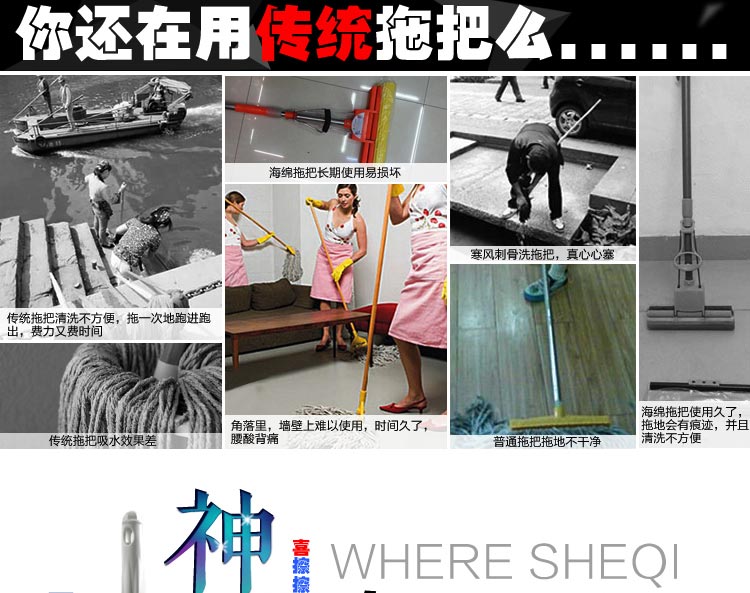 你还在用传统拖把么......
海绵拖把长期使用易损坏
寒风刺骨洗拖把，真心心塞
传统拖把清洗不方便，拖一次地跑进跑
出，费力又费时间
传统拖把吸水效果差
角落里，墙壁上难以使用，时间久了，
腰酸背痛
普通拖把拖地不干净
海绵拖把使用久了，
拖地会有痕迹，并且
清洗不方便
神
喜擦擦
WHERE SHEQI